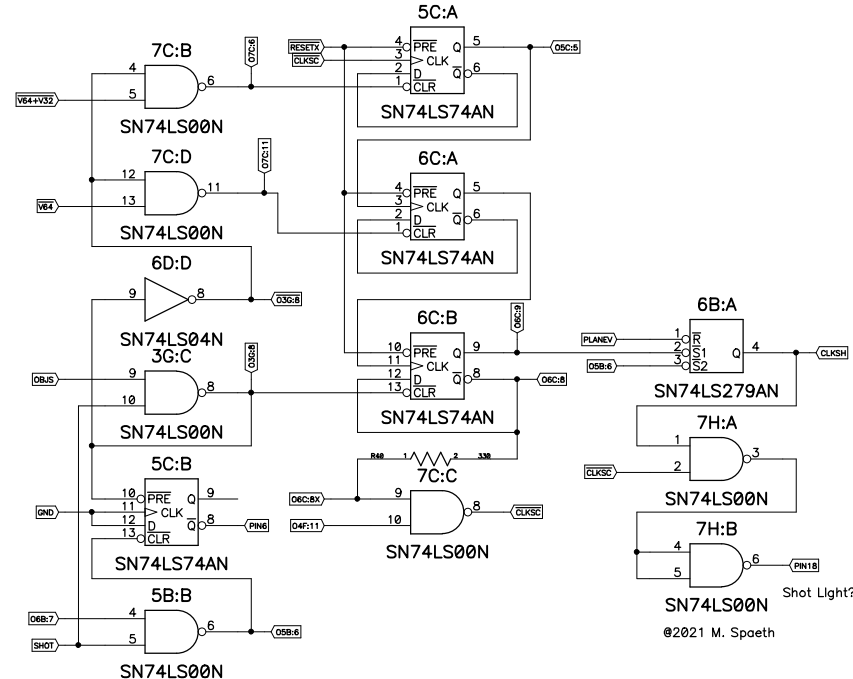 5C:A
RESETX
CLKSC
4 PRE Q 5
3 CLK
2 D Q 6
1 CLR
O5C:5
SN74LS74AN
7C:B
4
5
6
V64+V32
O7C:6
SN74LS00N
7C:D
12
13
11
V64
O7C:11
SN74LS00N
6C:A
4 PRE Q 5
3 CLK
2 D Q 6
1 CLR
SN74LS74AN
6D:D
9
8
O3G:8
SN74LS04N
3G:C
OBJS
9
10
8
O3G:8
SN74LS00N
6C:B
10 PRE Q 9
11 CLK
12 D Q 8
13 CLR
O6C:9
O6C:8
SN74LS74AN
6B:A
PLANEV
O5B:6
1 R
2 S1 Q 4
3 S2
CLKSH
SN74LS279AN
R40 1 2 330
7C:C
O6C:8X
O4F:11
9
10
8
CLKSC
SN74LS00N
7H:A
1
2
3
CLKSC
SN74LS00N
5C:B
GND
10 PRE Q 9
11 CLK
12 D Q 8
13 CLR
PIN6
SN74LS74AN
7H:B
4
5
6
PIN18
SN74LS00N
Shot Light?
5B:B
O6B:7
SHOT
4
5
6
O5B:6
SN74LS00N
@2021 M. Spaeth